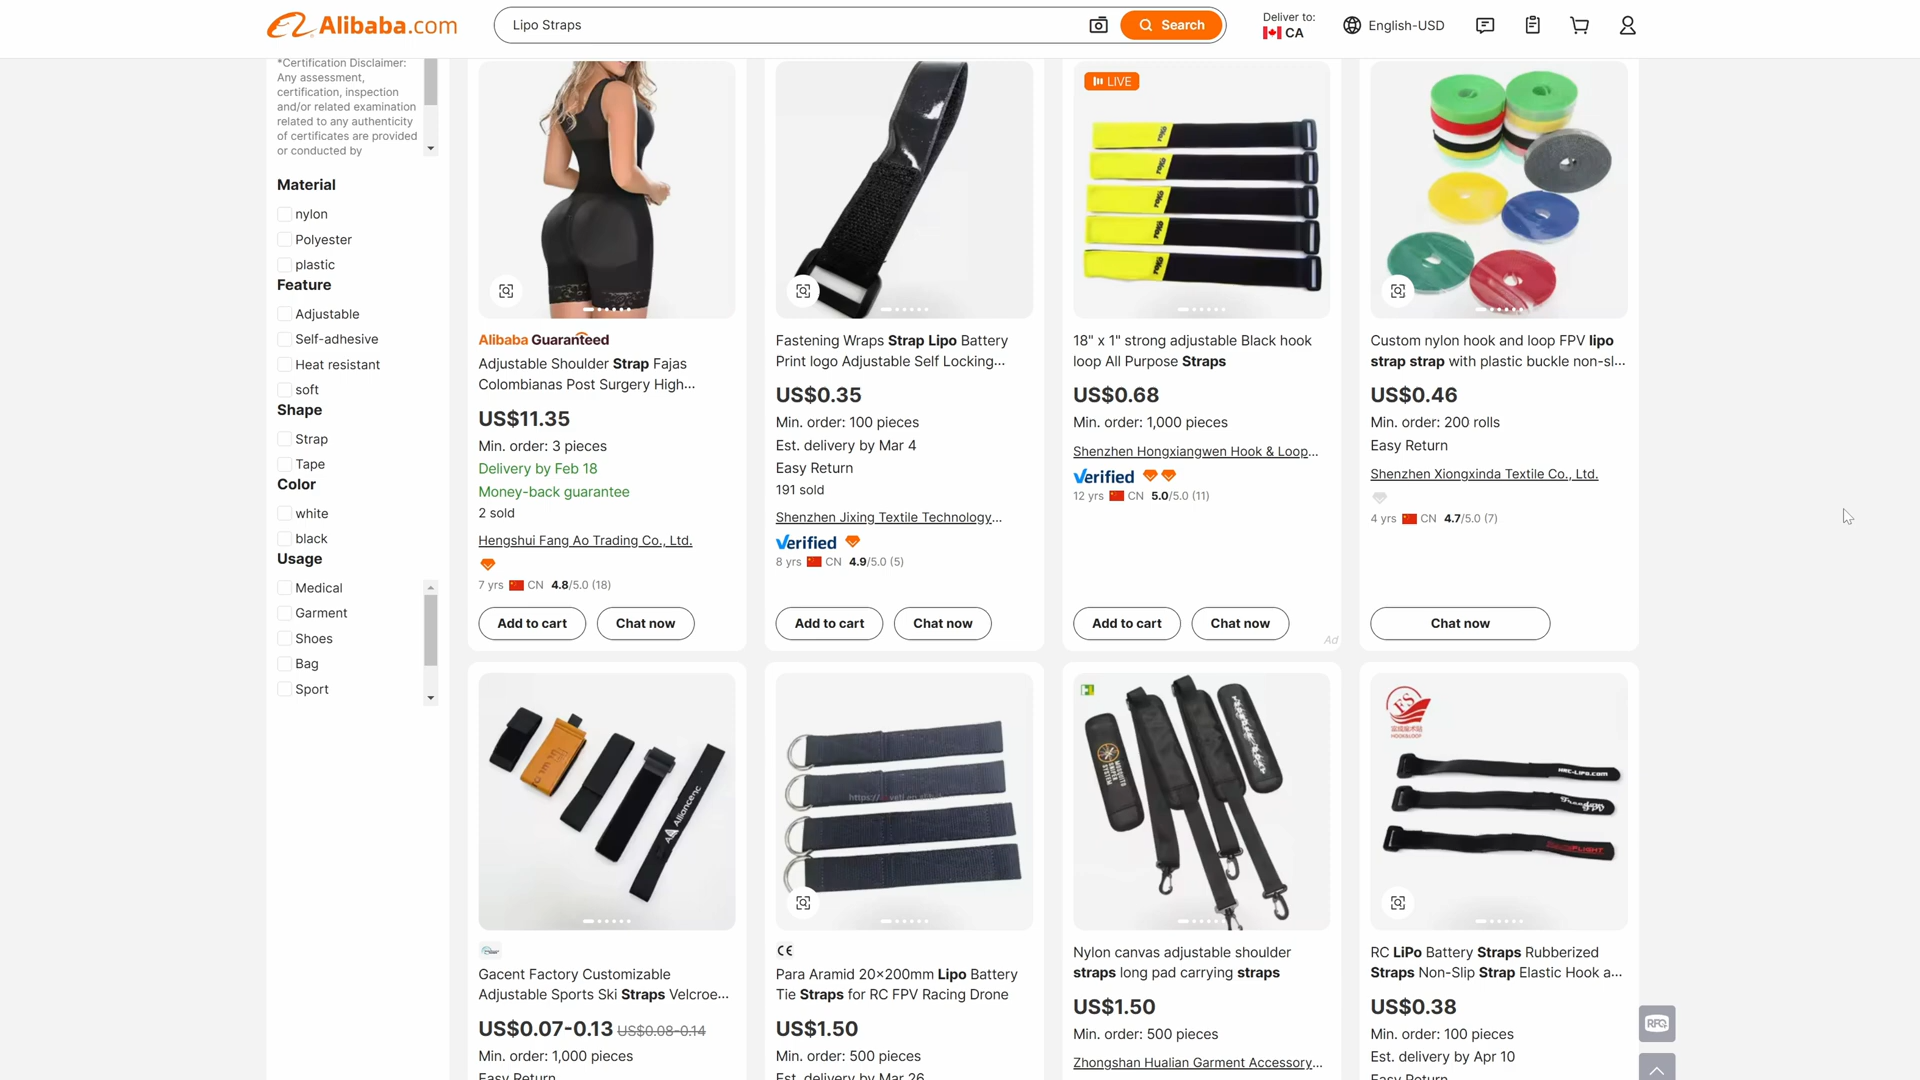 Alibaba.com
Lipo Straps
Search
Deliver to:
CA
English-USD
*Certification Disclaimer:
Any assessment,
certification, inspection
and/or related examination
related to any authenticity
of certificates are provided
or conducted by
Material
nylon
Polyester
plastic
Feature
Adjustable
Self-adhesive
Heat resistant
soft
Shape
Strap
Tape
Color
white
black
Usage
Medical
Garment
Shoes
Bag
Sport
Alibaba Guaranteed
Adjustable Shoulder Strap Fajas
Colombianas Post Surgery High...
US$11.35
Min. order: 3 pieces
Delivery by Feb 18
Money-back guarantee
2 sold
Hengshui Fang Ao Trading Co., Ltd.
7 yrs CN 4.8/5.0 (18)
Add to cart
Chat now
Fastening Wraps Strap Lipo Battery
Print logo Adjustable Self Locking...
US$0.35
Min. order: 100 pieces
Est. delivery by Mar 4
Easy Return
191 sold
Shenzhen Jixing Textile Technology...
Verified
8 yrs CN 4.9/5.0 (5)
Add to cart
Chat now
LIVE
18" x 1" strong adjustable Black hook
loop All Purpose Straps
US$0.68
Min. order: 1,000 pieces
Shenzhen Hongxiangwen Hook & Loop...
Verified
12 yrs CN 5.0/5.0 (11)
Add to cart
Chat now
Ad
Custom nylon hook and loop FPV lipo
strap strap with plastic buckle non-sl...
US$0.46
Min. order: 200 rolls
Easy Return
Shenzhen Xiongxinda Textile Co., Ltd.
4 yrs CN 4.7/5.0 (7)
Chat now
Gacent Factory Customizable
Adjustable Sports Ski Straps Velcroe...
US$0.07-0.13 US$0.08-0.14
Min. order: 1,000 pieces
Easy Return
CE
Para Aramid 20×200mm Lipo Battery
Tie Straps for RC FPV Racing Drone
US$1.50
Min. order: 500 pieces
Est. delivery by Mar 26
Nylon canvas adjustable shoulder
straps long pad carrying straps
US$1.50
Min. order: 500 pieces
Zhongshan Hualian Garment Accessory...
RC LiPo Battery Straps Rubberized
Straps Non-Slip Strap Elastic Hook a...
US$0.38
Min. order: 100 pieces
Est. delivery by Apr 10
Easy Return
RFQ